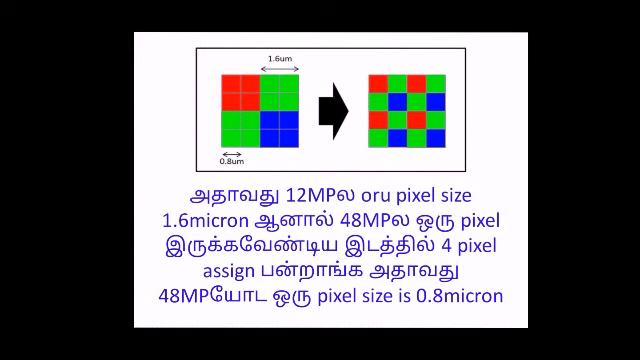 1.6um
0.8um
அதாவது 12MPல oru pixel size
1.6micron ஆனால் 48MPல ஒரு pixel
இருக்கவேண்டிய இடத்தில் 4 pixel
assign பன்றாங்க அதாவது
48MPயோட ஒரு pixel size is 0.8micron